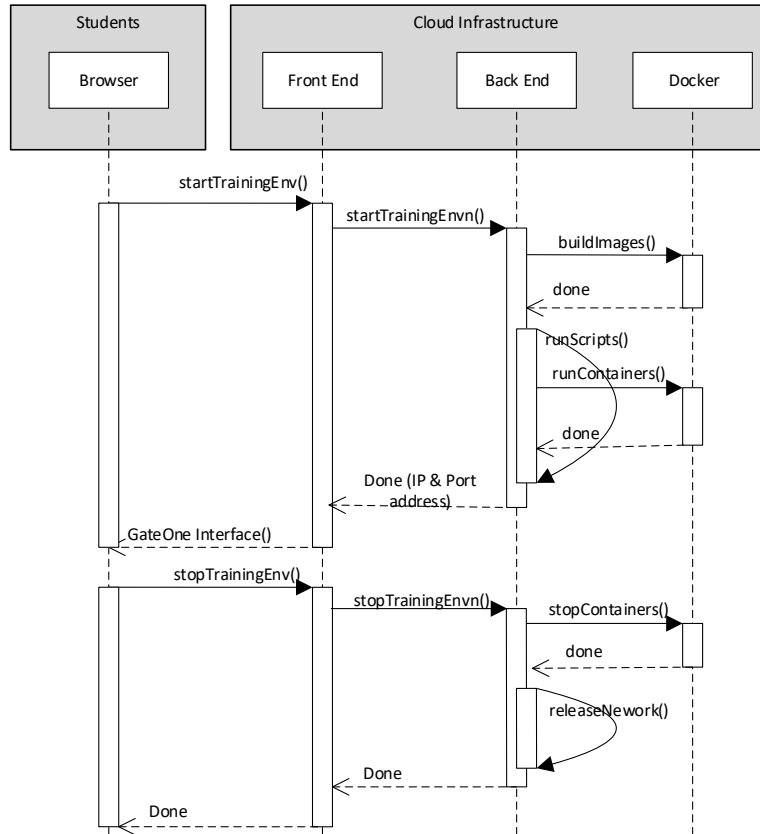 Students
Cloud Infrastructure
Browser
Front End
Back End
Docker
startTrainingEnv()
startTrainingEnvn()
buildImages()
done
runScripts()
runContainers()
done
Done (IP & Port
address)
GateOne Interface()
stopTrainingEnv()
stopTrainingEnvn()
stopContainers()
done
releaseNework()
Done
Done